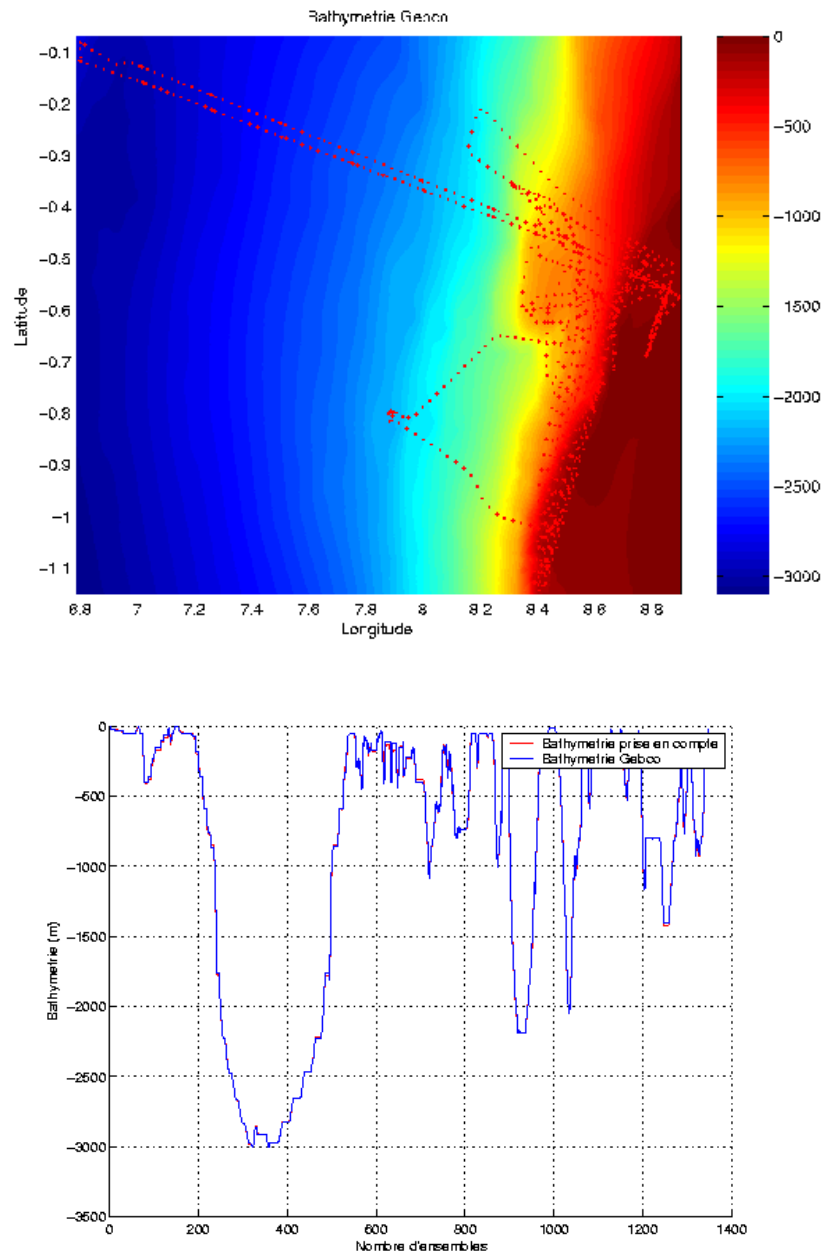 Bathymetrie Gebco
-0.1
-0.2
-0.3
-0.4
-0.5
-0.6
-0.7
-0.8
-0.9
-1
-1.1
Latitude
6.8 7 7.2 7.4 7.6 7.8 8 8.2 8.4 8.6 8.8
Longitude
0
-500
-1000
-1500
-2000
-2500
-3000
0
-500
-1000
-1500
-2000
-2500
-3000
-3500
Bathymetrie (m)
Bathymetrie prise en compte
Bathymetrie Gebco
0 200 400 600 800 1000 1200 1400
Nombre d'ensembles